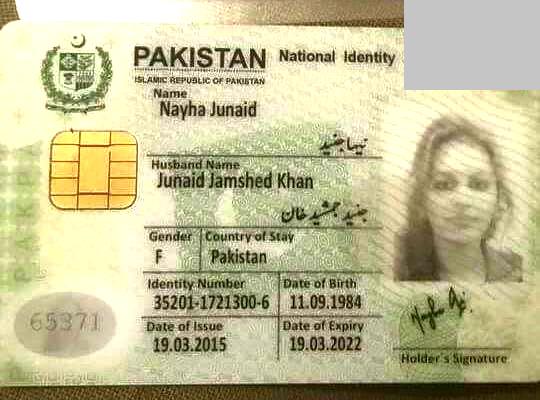 PAKISTAN National Identity
ISLAMIC REPUBLIC OF PAKISTAN
Name
Nayha Junaid
نیہا جنید
Husband Name
Junaid Jamshed Khan
جنید جمشید خان
Gender Country of Stay
F Pakistan
Identity Number Date of Birth
35201-1721300-6 11.09.1984
Date of Issue Date of Expiry
19.03.2015 19.03.2022
65371
Holder's Signature